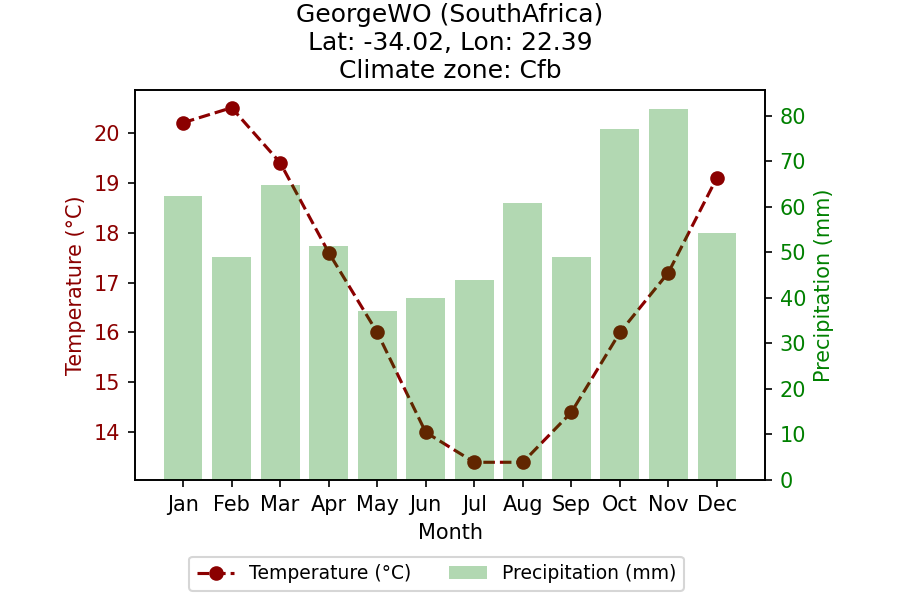 GeorgeWO (SouthAfrica)
Lat: -34.02, Lon: 22.39
Climate zone: Cfb
Temperature (°C)
20
19
18
17
16
15
14
Precipitation (mm)
80
70
60
50
40
30
20
10
0
Jan Feb Mar Apr May Jun Jul Aug Sep Oct Nov Dec
Month
Temperature (°C) Precipitation (mm)